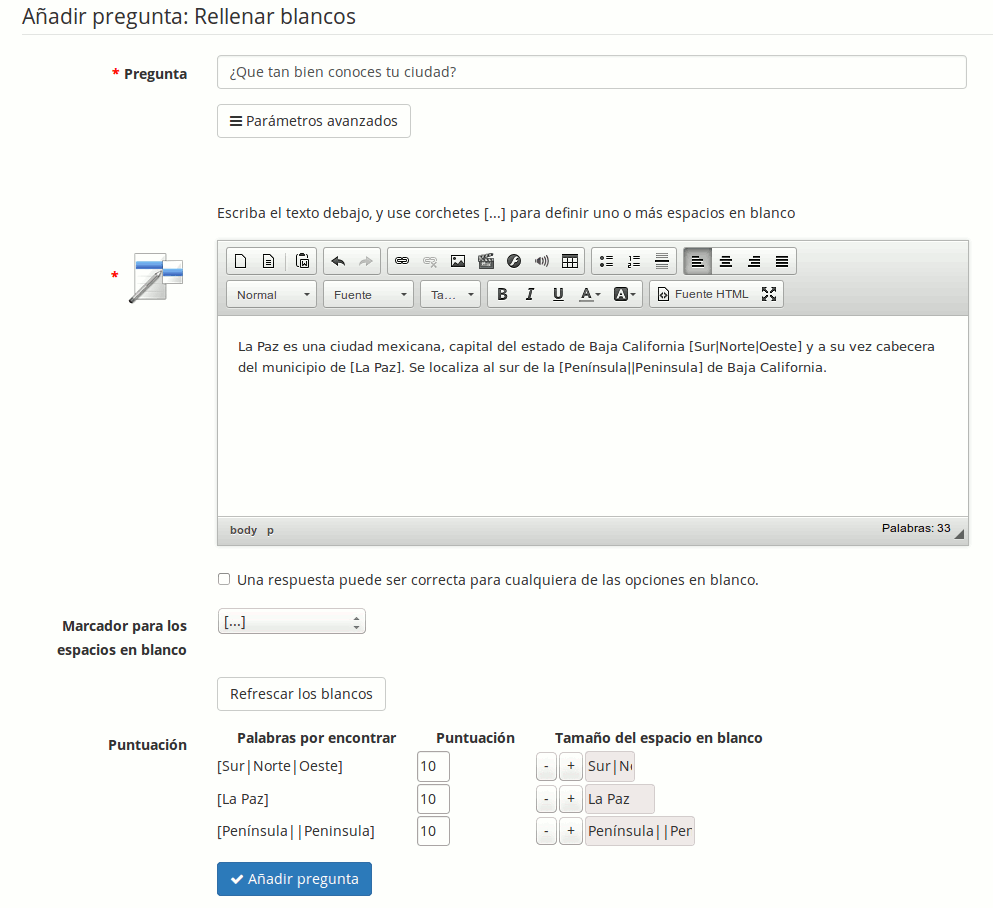 Añadir pregunta: Rellenar blancos
* Pregunta
¿Que tan bien conoces tu ciudad?
Parámetros avanzados
Escriba el texto debajo, y use corchetes [...] para definir uno o más espacios en blanco
*
Normal Fuente Ta... B I U A A Fuente HTML
La Paz es una ciudad mexicana, capital del estado de Baja California [Sur|Norte|Oeste] y a su vez cabecera
del municipio de [La Paz]. Se localiza al sur de la [Península||Peninsula] de Baja California.
body p Palabras: 33
Una respuesta puede ser correcta para cualquiera de las opciones en blanco.
Marcador para los
espacios en blanco
[...]
Refrescar los blancos
Puntuación
Palabras por encontrar Puntuación Tamaño del espacio en blanco
[Sur|Norte|Oeste] 10 - + Sur|N
[La Paz] 10 - + La Paz
[Península||Peninsula] 10 - + Península||Per
Añadir pregunta